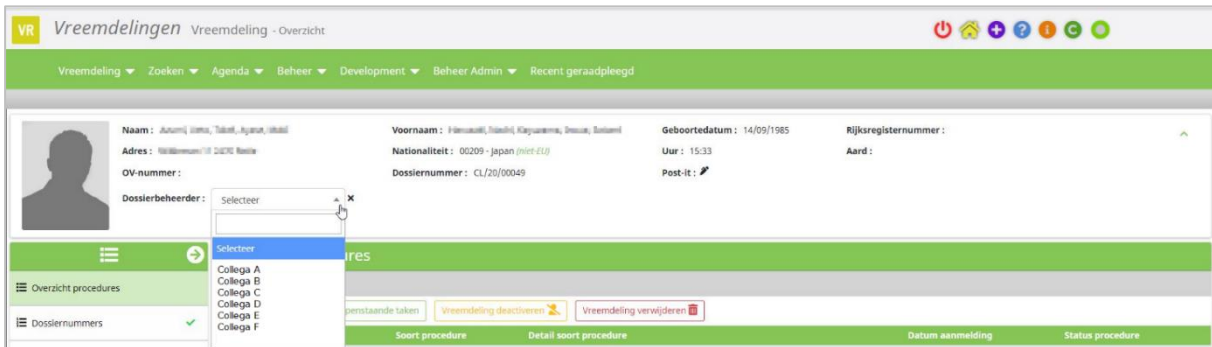 VR Vreemdelingen Vreemdeling - Overzicht
Vreemdeling Zoeken Agenda Beheer Development Beheer Admin Recent geraadpleegd
Naam : Voornaam : Geboortedatum : 14/09/1985 Rijksregisternummer :
Adres : Nationaliteit : 00209 - Japan (niet-EU) Uur : 15:33 Aard :
OV-nummer : Dossiernummer : CL/20/00049 Post-it :
Dossierbeheerder : Selecteer
Selecteer
ures
Collega A
Collega B
Collega C
Collega D
Collega E
Collega F
Overzicht procedures
Dossiernummers
penstaande taken Vreemdeling deactiveren Vreemdeling verwijderen
Soort procedure Detail soort procedure Datum aanmelding Status procedure